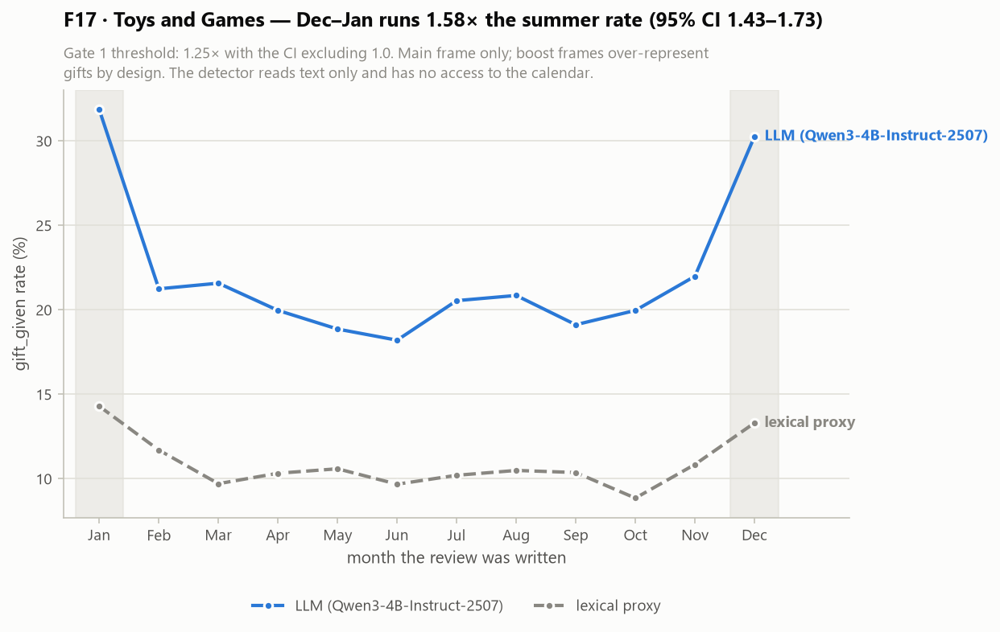 F17 · Toys and Games — Dec–Jan runs 1.58× the summer rate (95% CI 1.43–1.73)
Gate 1 threshold: 1.25× with the CI excluding 1.0. Main frame only; boost frames over-represent
gifts by design. The detector reads text only and has no access to the calendar.
gift_given rate (%)
30
25
20
15
10
LLM (Qwen3-4B-Instruct-2507)
lexical proxy
Jan Feb Mar Apr May Jun Jul Aug Sep Oct Nov Dec
month the review was written
LLM (Qwen3-4B-Instruct-2507) lexical proxy